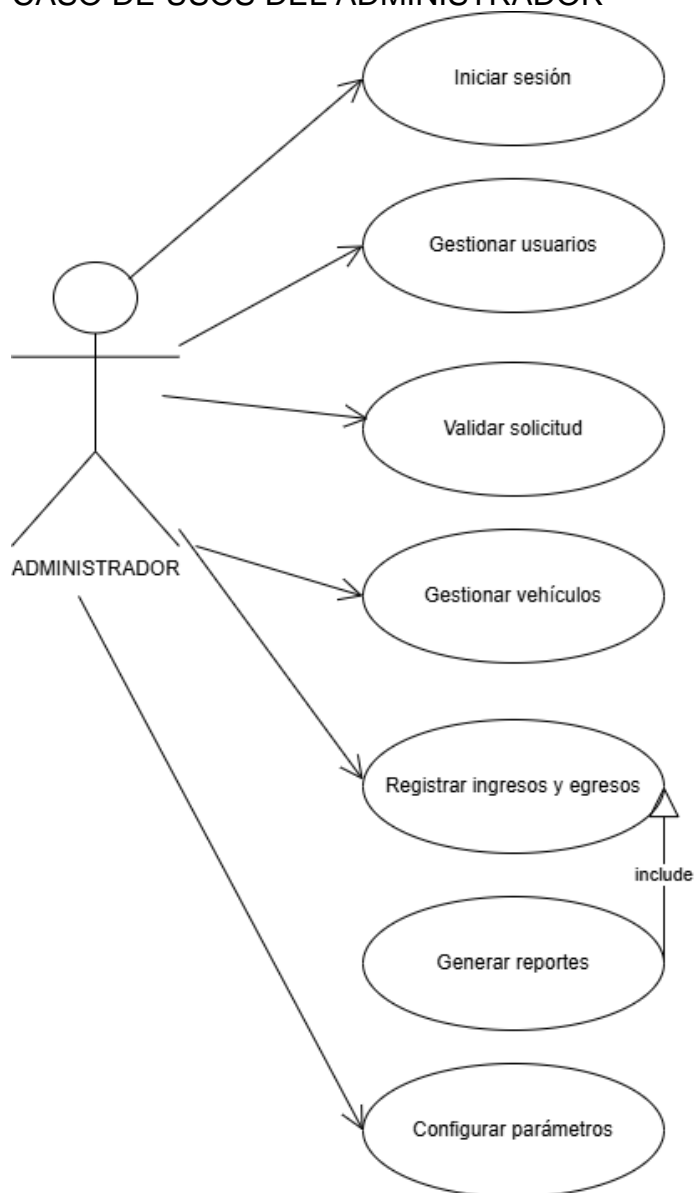 CASO DE USOS DEL ADMINISTRADOR
Iniciar sesión
Gestionar usuarios
Validar solicitud
Gestionar vehículos
ADMINISTRADOR
Registrar ingresos y egresos
include
Generar reportes
Configurar parámetros